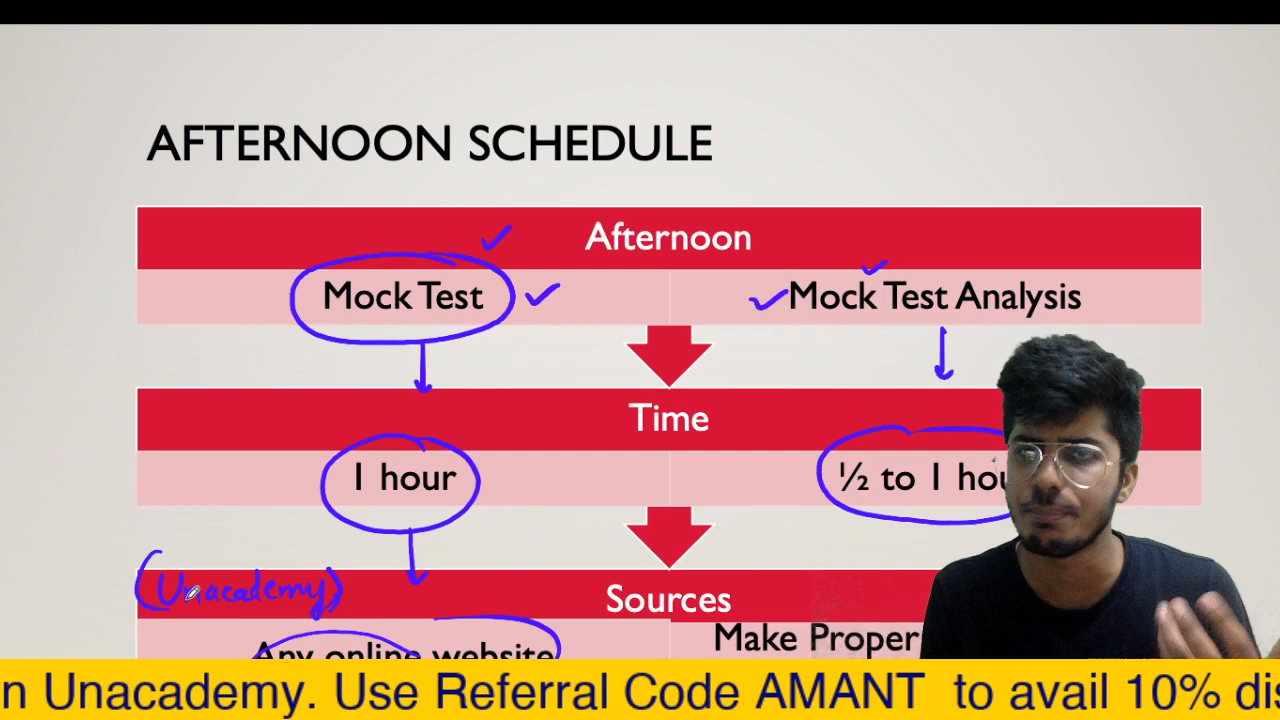 AFTERNOON SCHEDULE
Afternoon
Mock Test Mock Test Analysis
Time
1 hour ½ to 1 hou
(Unacademy)
Sources
Any online website
Make Proper
n Unacademy. Use Referral Code AMANT to avail 10% dis